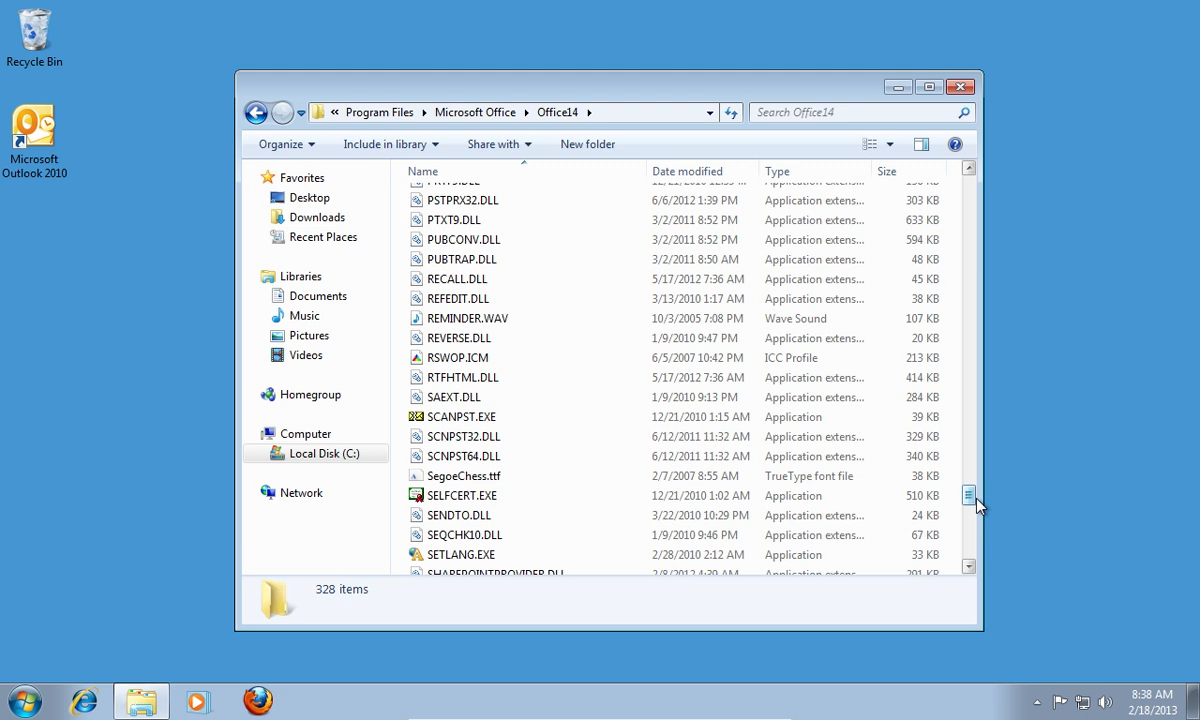 Recycle Bin
Microsoft
Outlook 2010
« Program Files Microsoft Office Office14
Search Office14
Organize Include in library Share with New folder
Favorites
Desktop
Downloads
Recent Places
Libraries
Documents
Music
Pictures
Videos
Homegroup
Computer
Local Disk (C:)
Network
Name Date modified Type Size
PSTPRX32.DLL 6/6/2012 1:39 PM Application extens... 303 KB
PTXT9.DLL 3/2/2011 8:52 PM Application extens... 633 KB
PUBCONV.DLL 3/2/2011 8:52 PM Application extens... 594 KB
PUBTRAP.DLL 3/2/2011 8:50 AM Application extens... 48 KB
RECALL.DLL 5/17/2012 7:36 AM Application extens... 45 KB
REFEDIT.DLL 3/13/2010 1:17 AM Application extens... 38 KB
REMINDER.WAV 10/3/2005 7:08 PM Wave Sound 107 KB
REVERSE.DLL 1/9/2010 9:47 PM Application extens... 20 KB
RSWOP.ICM 6/5/2007 10:42 PM ICC Profile 213 KB
RTFHTML.DLL 5/17/2012 7:36 AM Application extens... 414 KB
SAEXT.DLL 1/9/2010 9:13 PM Application extens... 284 KB
SCANPST.EXE 12/21/2010 1:15 AM Application 39 KB
SCNPST32.DLL 6/12/2011 11:32 AM Application extens... 329 KB
SCNPST64.DLL 6/12/2011 11:32 AM Application extens... 340 KB
SegoeChess.ttf 2/7/2007 8:55 AM TrueType font file 38 KB
SELFCERT.EXE 12/21/2010 1:02 AM Application 510 KB
SENDTO.DLL 3/22/2010 10:29 PM Application extens... 24 KB
SEQCHK10.DLL 1/9/2010 9:46 PM Application extens... 67 KB
SETLANG.EXE 2/28/2010 2:12 AM Application 33 KB
SHAREPOINTPROVIDER.DLL 2/8/2012 4:39 AM Application extens... 291 KB
328 items
8:38 AM
2/18/2013